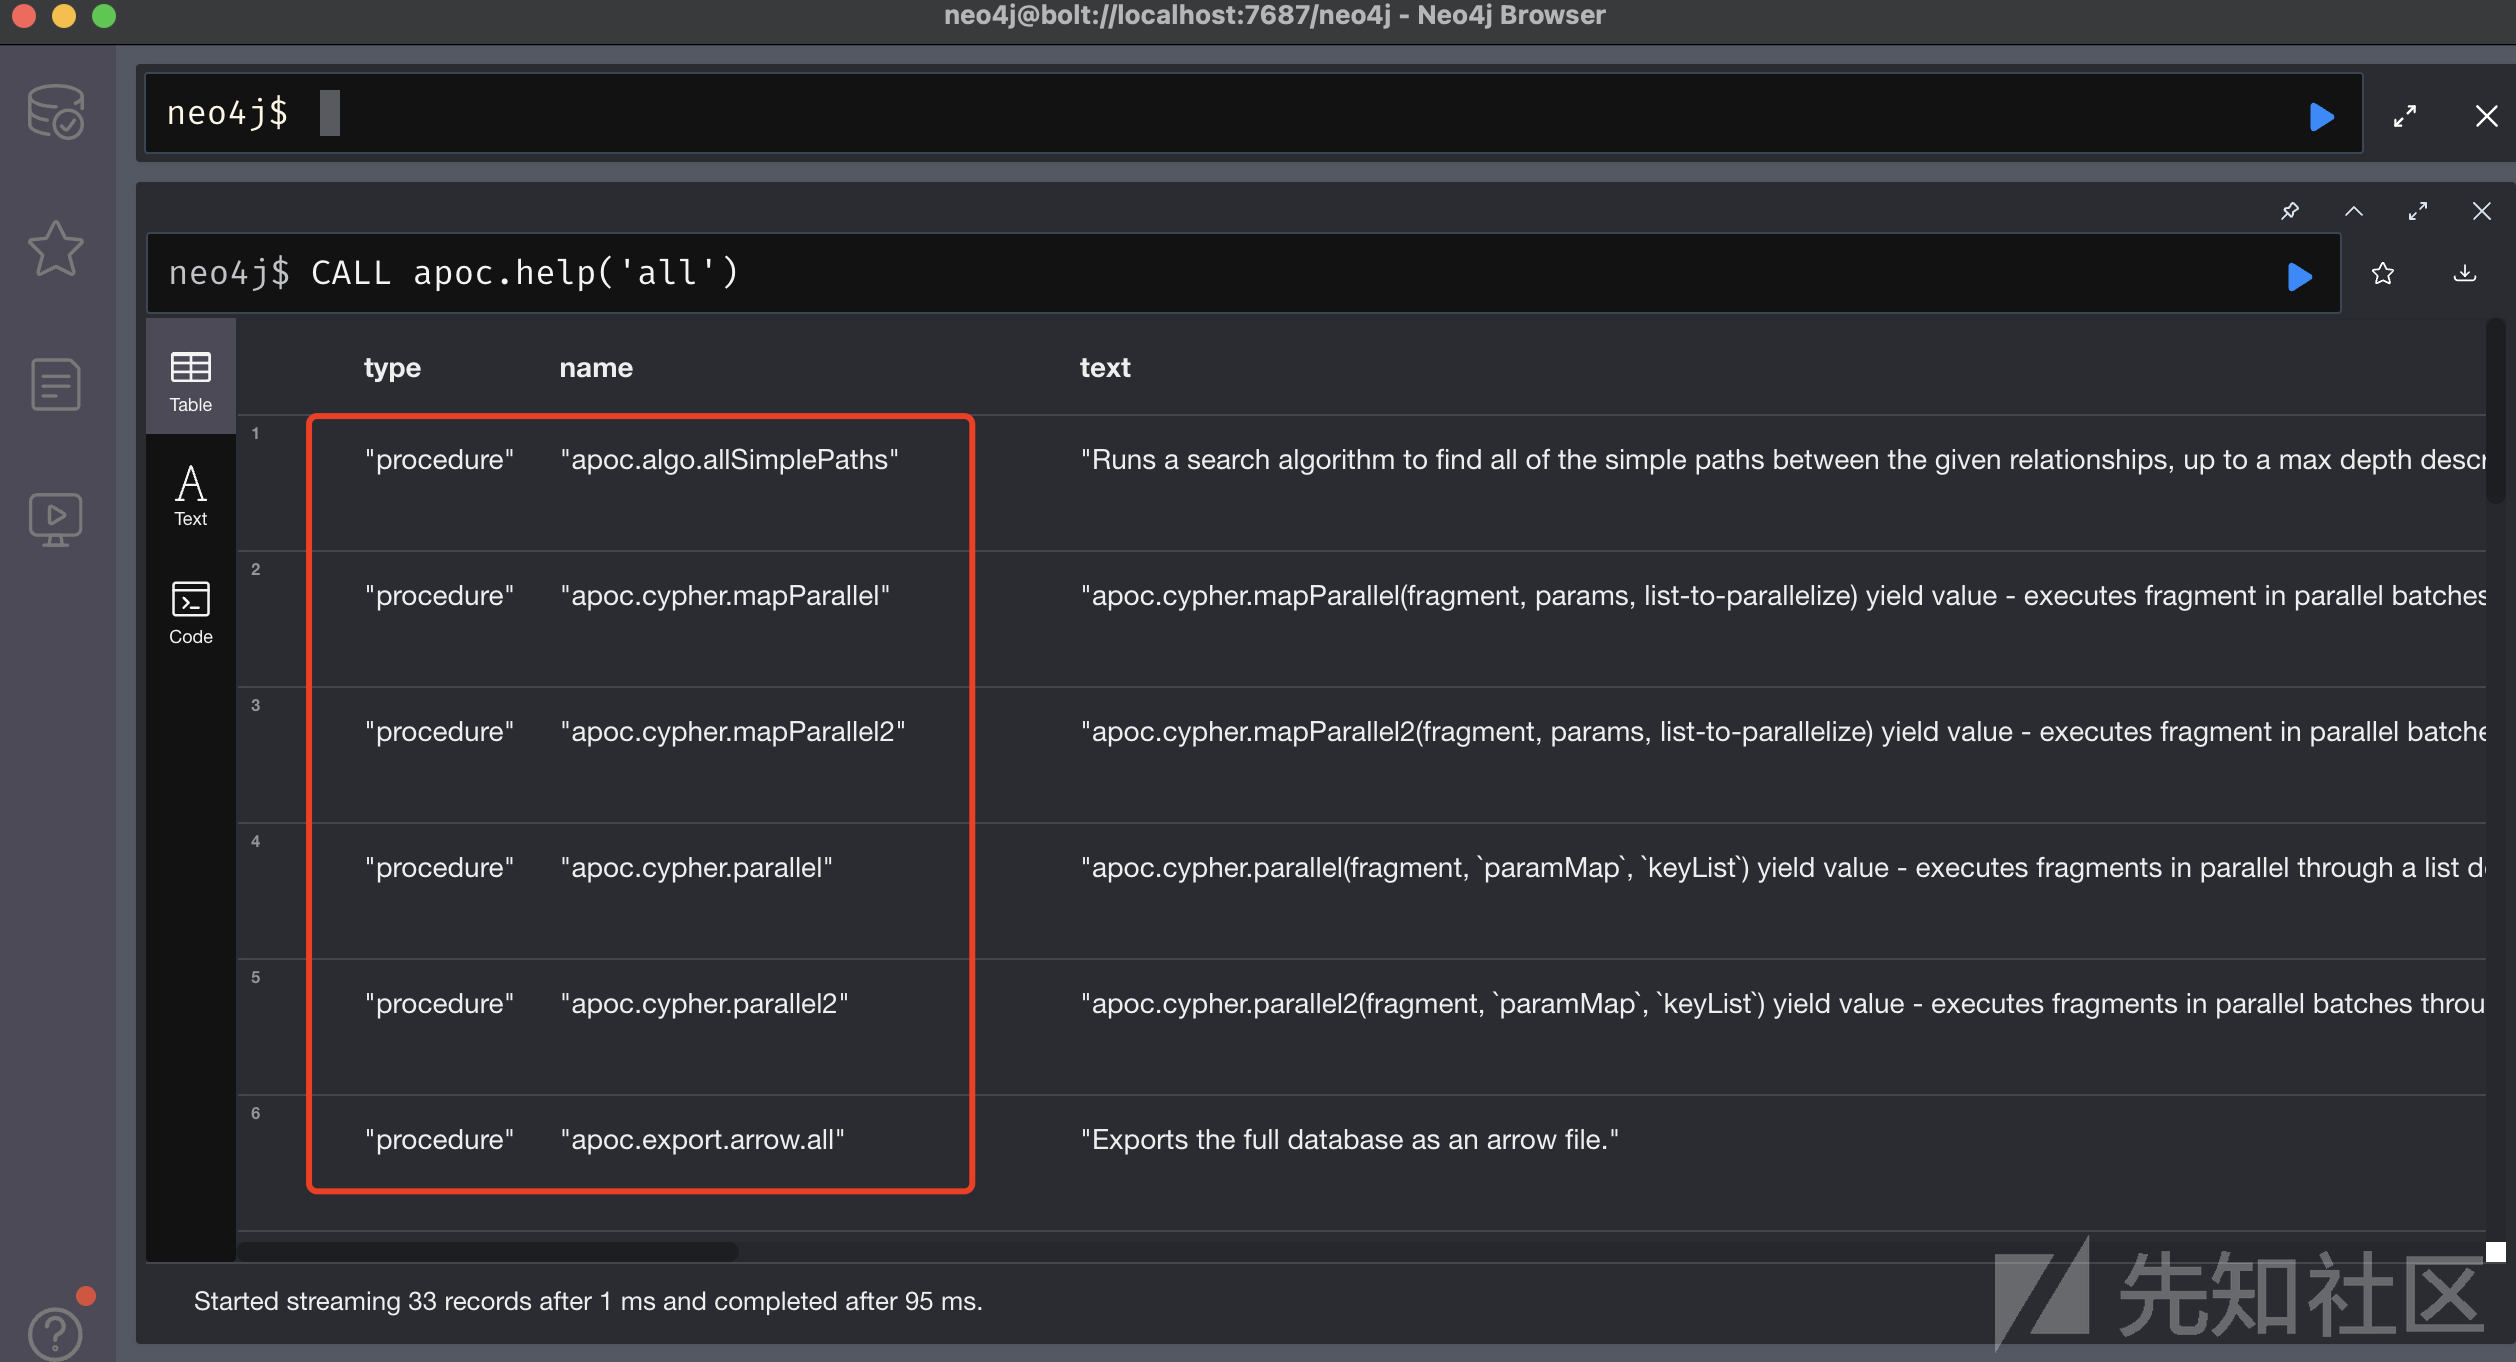 neo4j@bolt://localhost:7687/neo4j - Neo4j Browser
neo4j$
neo4j$ CALL apoc.help('all')
Table
Text
Code
type name text
1 "procedure" "apoc.algo.allSimplePaths" "Runs a search algorithm to find all of the simple paths between the given relationships, up to a max depth descr
2 "procedure" "apoc.cypher.mapParallel" "apoc.cypher.mapParallel(fragment, params, list-to-parallelize) yield value - executes fragment in parallel batches
3 "procedure" "apoc.cypher.mapParallel2" "apoc.cypher.mapParallel2(fragment, params, list-to-parallelize) yield value - executes fragment in parallel batche
4 "procedure" "apoc.cypher.parallel" "apoc.cypher.parallel(fragment, `paramMap`, `keyList`) yield value - executes fragments in parallel through a list d
5 "procedure" "apoc.cypher.parallel2" "apoc.cypher.parallel2(fragment, `paramMap`, `keyList`) yield value - executes fragments in parallel batches throu
6 "procedure" "apoc.export.arrow.all" "Exports the full database as an arrow file."
Started streaming 33 records after 1 ms and completed after 95 ms.
先知社区